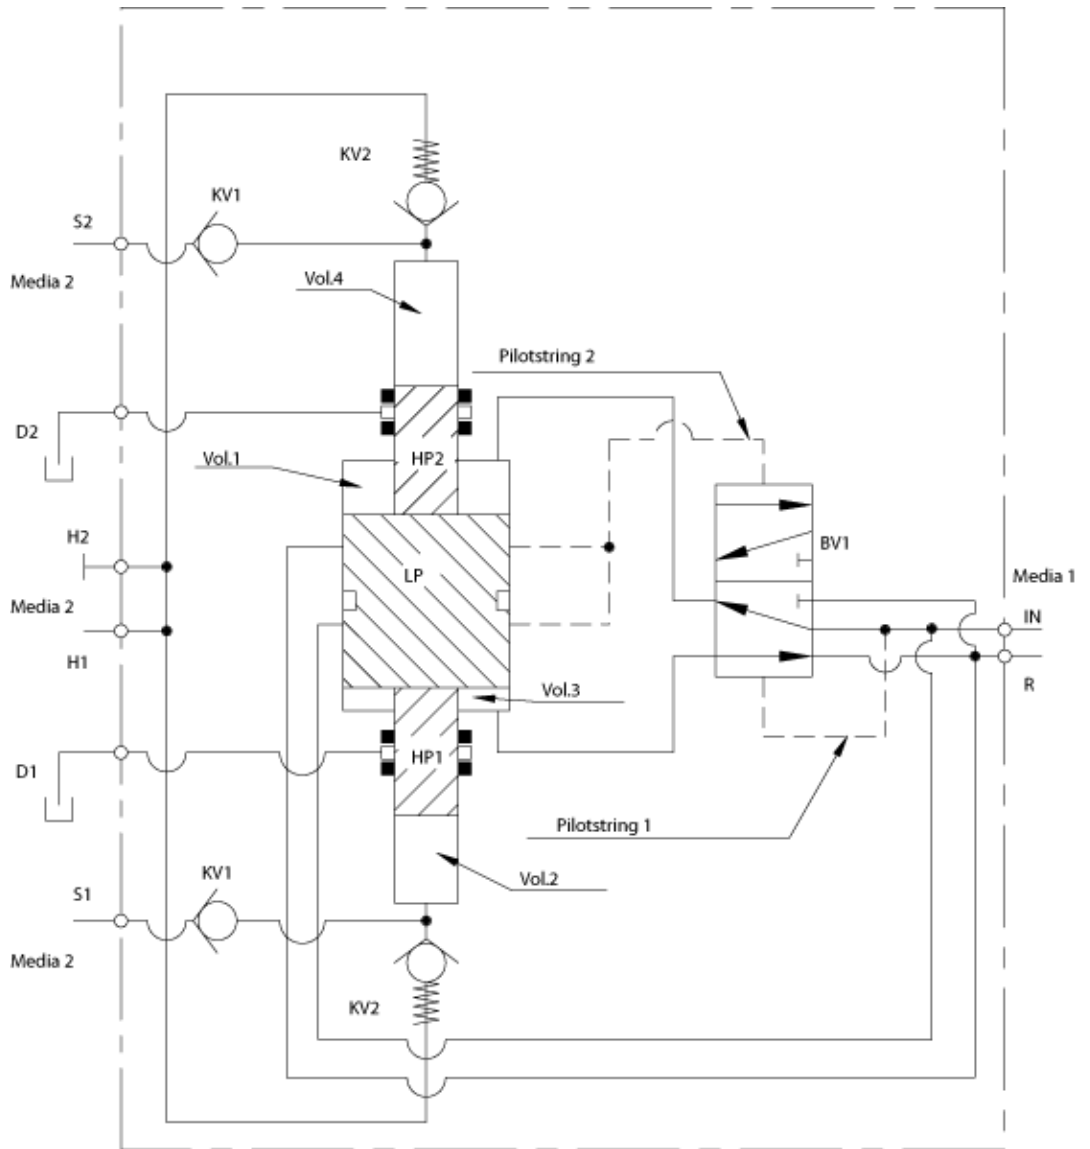 KV2
KV1
S2
Media 2
Vol.4
Pilotstring 2
D2
Vol.1
HP2
H2
BV1
LP
Media 1
Media 2
IN
H1
R
Vol.3
HP1
D1
Pilotstring 1
KV1
Vol.2
S1
Media 2
KV2